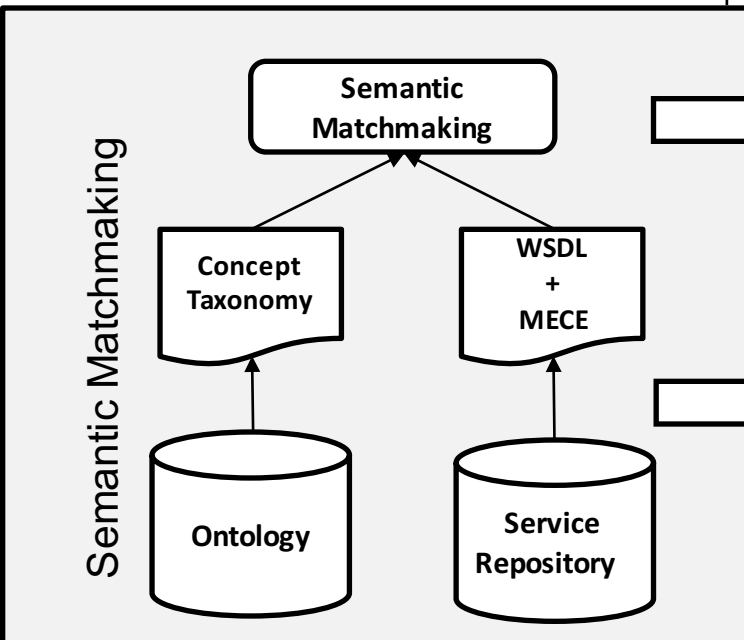 Semantic Matchmaking
Semantic
Matchmaking
Concept
Taxonomy
WSDL
+
MECE
Ontology
Service
Repository